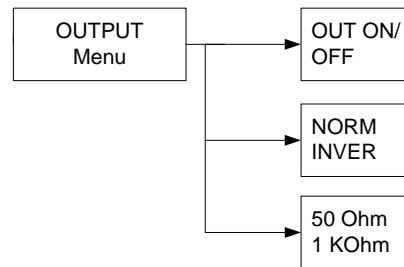 OUTPUT
Menu
OUT ON/
OFF
NORM
INVER
50 Ohm
1 KOhm